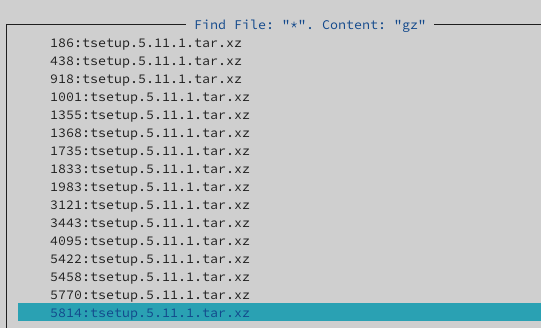 Find File: "*". Content: "gz"
186:tsetup.5.11.1.tar.xz
438:tsetup.5.11.1.tar.xz
918:tsetup.5.11.1.tar.xz
1001:tsetup.5.11.1.tar.xz
1355:tsetup.5.11.1.tar.xz
1368:tsetup.5.11.1.tar.xz
1735:tsetup.5.11.1.tar.xz
1833:tsetup.5.11.1.tar.xz
1983:tsetup.5.11.1.tar.xz
3121:tsetup.5.11.1.tar.xz
3443:tsetup.5.11.1.tar.xz
4095:tsetup.5.11.1.tar.xz
5422:tsetup.5.11.1.tar.xz
5458:tsetup.5.11.1.tar.xz
5770:tsetup.5.11.1.tar.xz
5814:tsetup.5.11.1.tar.xz